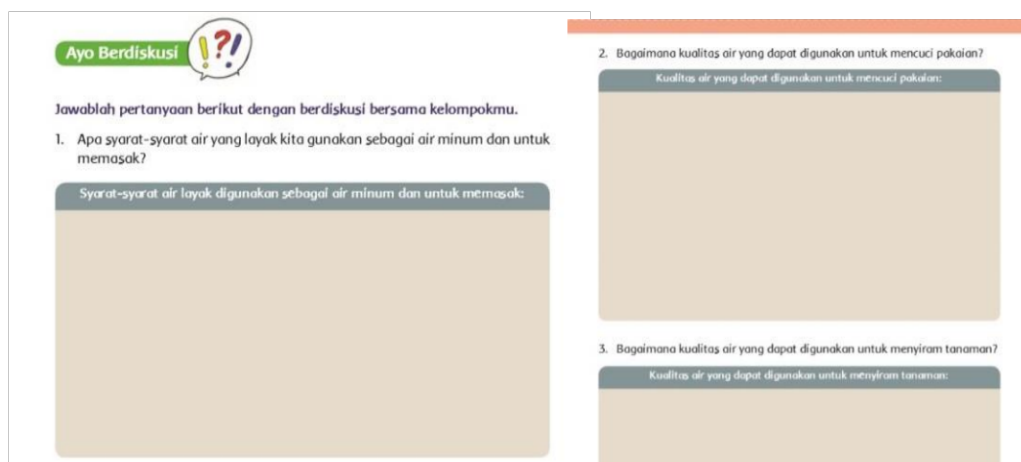 Ayo Berdiskusi
!?!
Jawablah pertanyaan berikut dengan berdiskusi bersama kelompokmu.
1. Apa syarat-syarat air yang layak kita gunakan sebagai air minum dan untuk
memasak?
Syarat-syarat air layak digunakan sebagai air minum dan untuk memasak:
2. Bagaimana kualitas air yang dapat digunakan untuk mencuci pakaian?
Kualitas air yang dapat digunakan untuk mencuci pakaian:
3. Bagaimana kualitas air yang dapat digunakan untuk menyiram tanaman?
Kualitas air yang dapat digunakan untuk menyiram tanaman: